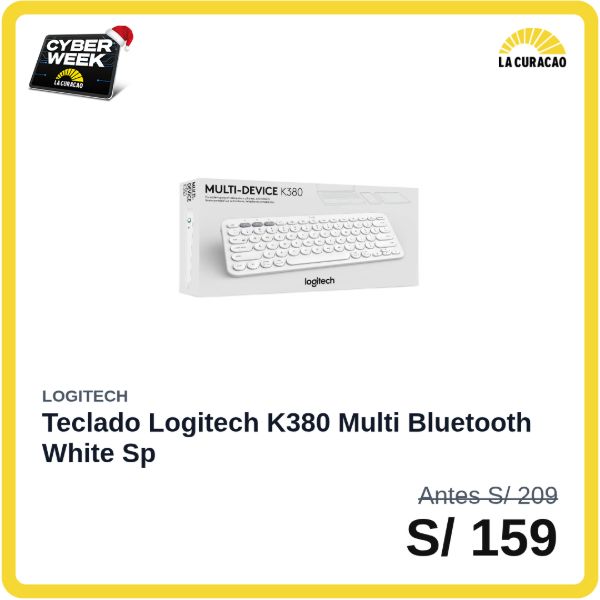 CYBER
WEEK
LA CURACAO
LA CURACAO
MULTI-DEVICE K380
logitech
LOGITECH
Teclado Logitech K380 Multi Bluetooth
White Sp
Antes S/ 209
S/ 159